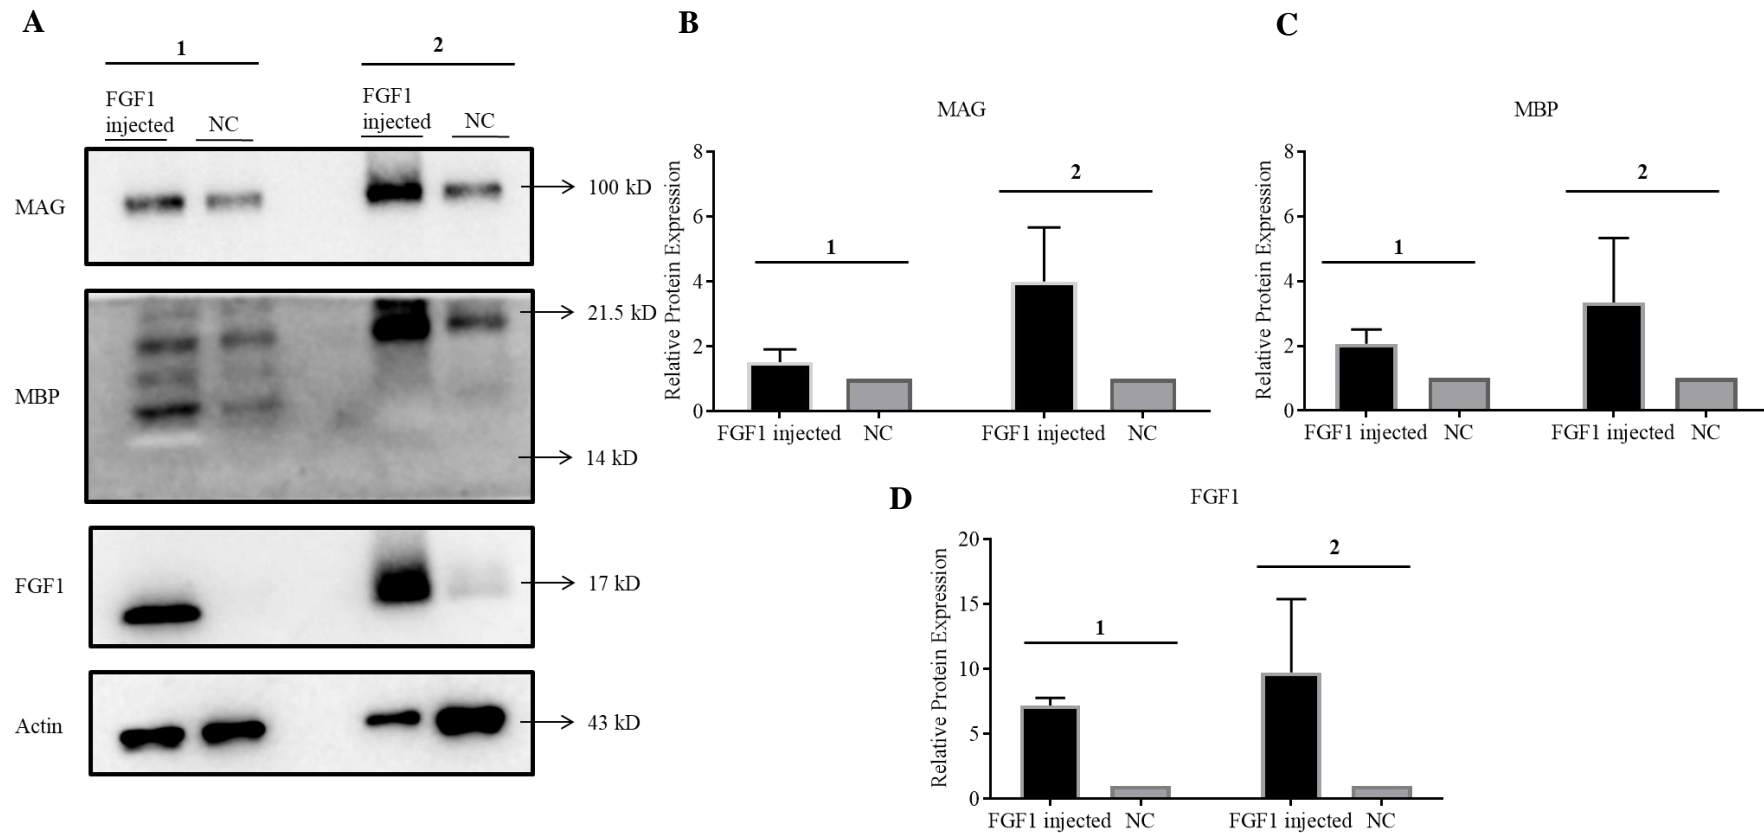 A
1
2
FGF1
injected
NC
FGF1
injected
NC
MAG
100 kD
MBP
21.5 kD
14 kD
FGF1
17 kD
Actin
43 kD
B
MAG
Relative Protein Expression
8
6
4
2
0
1
2
FGF1 injected
NC
FGF1 injected
NC
C
MBP
Relative Protein Expression
8
6
4
2
0
1
2
FGF1 injected
NC
FGF1 injected
NC
D
FGF1
Relative Protein Expression
20
15
10
5
0
1
2
FGF1 injected
NC
FGF1 injected
NC